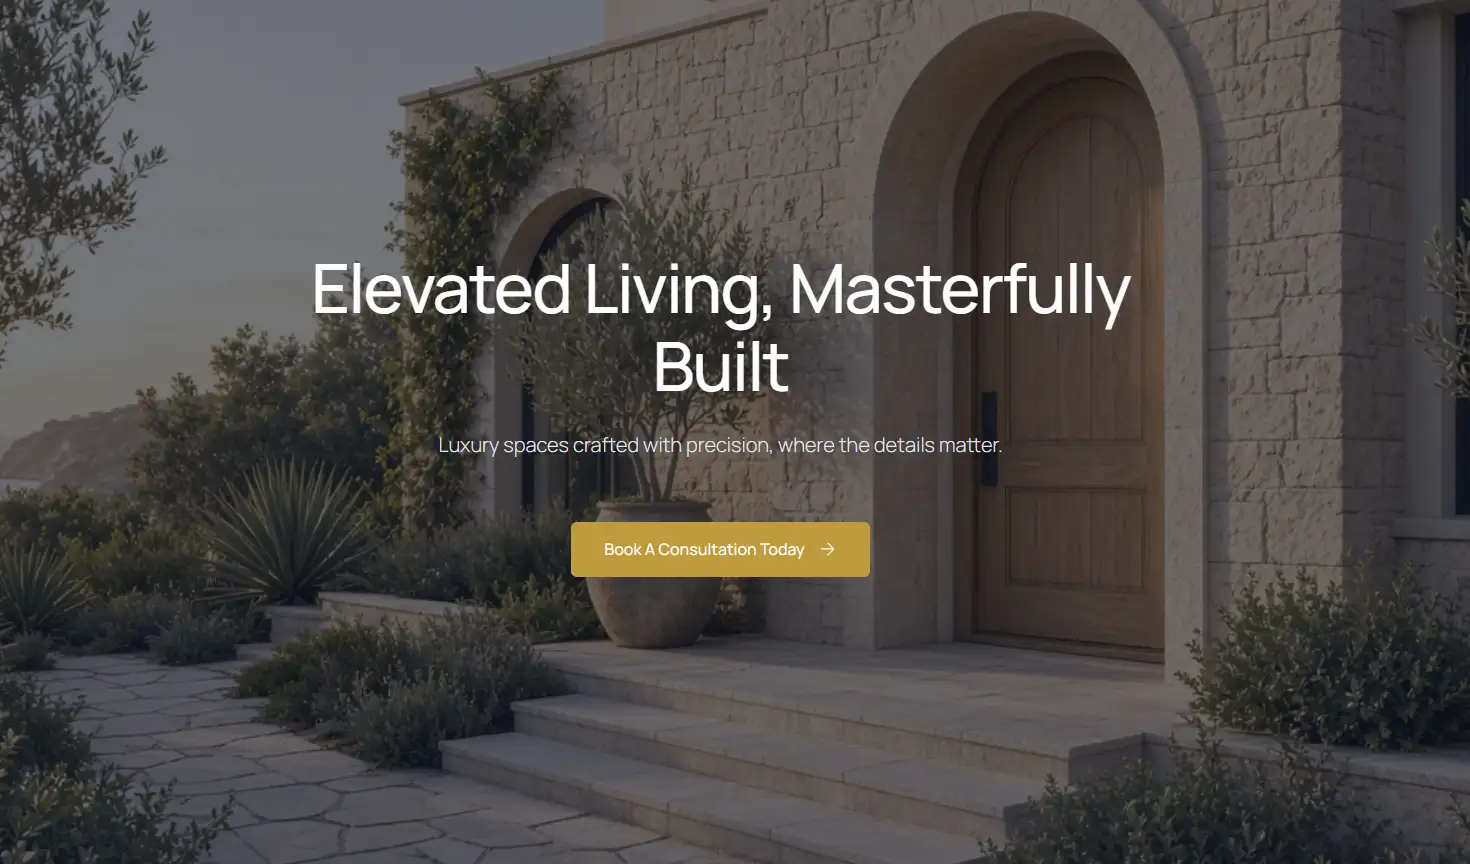 Elevated Living, Masterfully
Built
Luxury spaces crafted with precision, where the details matter.
Book A Consultation Today